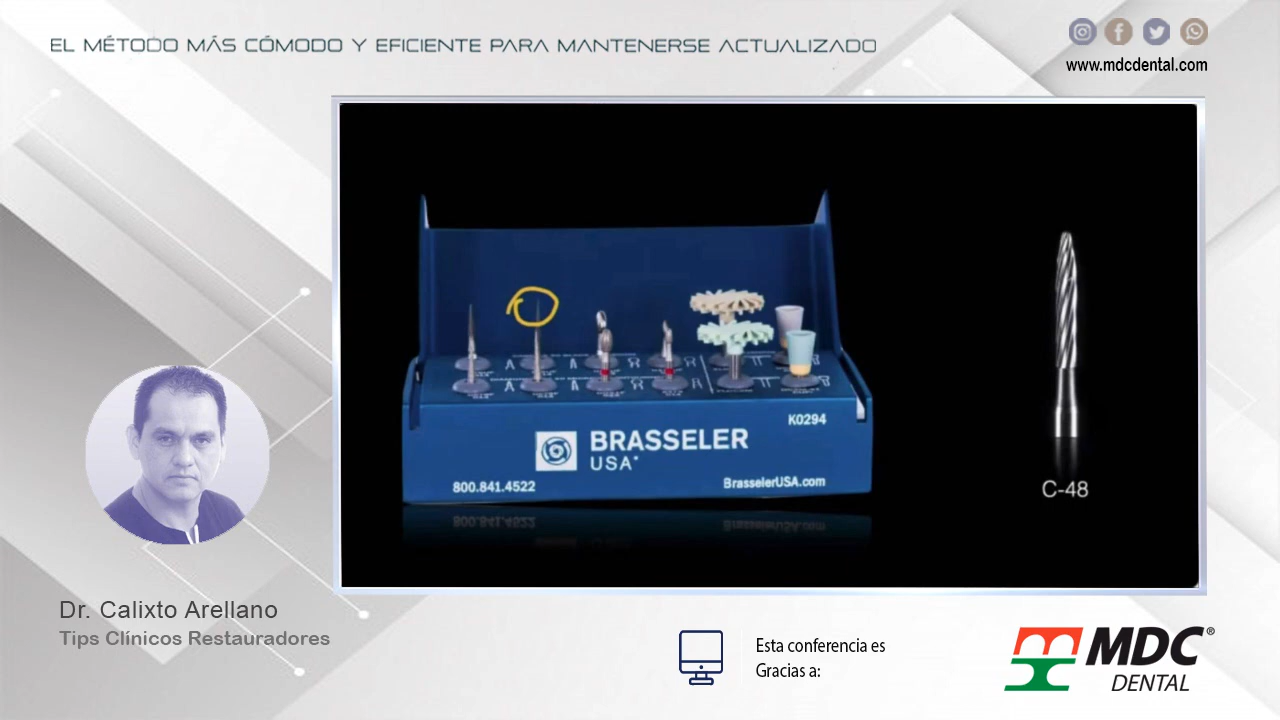 EL MÉTODO MÁS CÓMODO Y EFICIENTE PARA MANTENERSE ACTUALIZADO
www.mdcdental.com
K0294
BRASSELER
USA
800.841.4522
BrasselerUSA.com
C-48
Dr. Calixto Arellano
Tips Clínicos Restauradores
Esta conferencia es
Gracias a:
MDC®
DENTAL